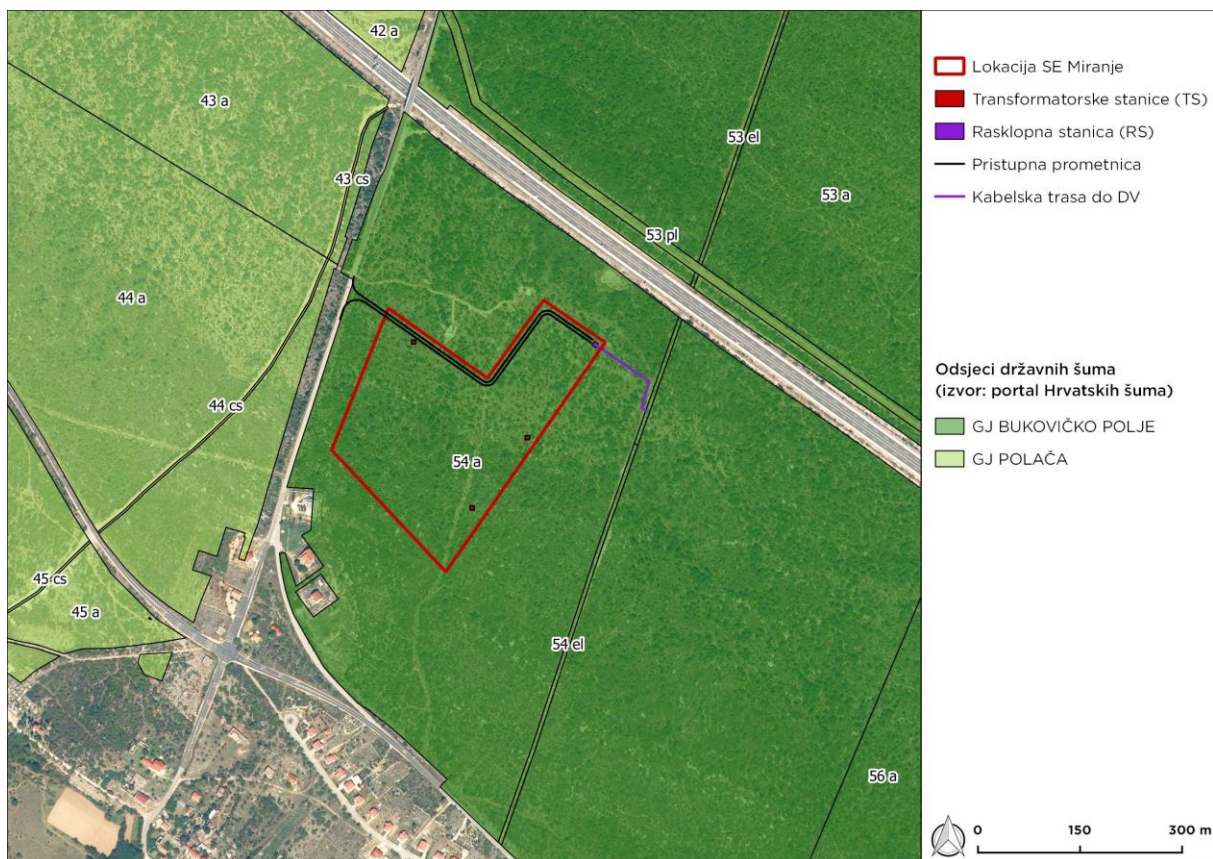 42 a
43 a
43 cs
53 el
53 a
53 pl
44 a
44 cs
54 a
45 cs
45 a
54 el
56 a
Lokacija SE Miranje
Transformatorske stanice (TS)
Rasklopna stanica (RS)
Pristupna prometnica
Kabelska trasa do DV
Odsjeci državnih šuma
(izvor: portal Hrvatskih šuma)
GJ BUKOVIČKO POLJE
GJ POLAČA
0 150 300 m